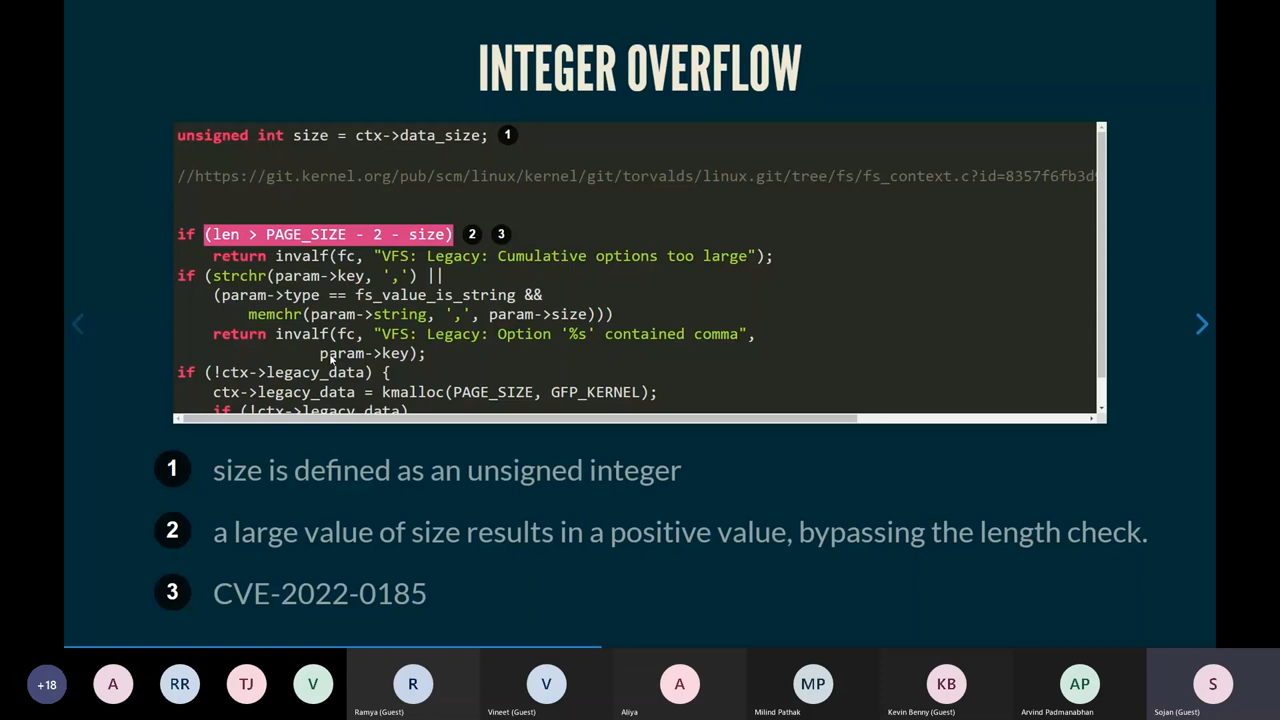 INTEGER OVERFLOW
unsigned int size = ctx->data_size; 1
//https://git.kernel.org/pub/scm/linux/kernel/git/torvalds/linux.git/tree/fs/fs_context.c?id=8357f6fb3d
if (len > PAGE_SIZE - 2 - size) 2 3
return invalf(fc, "VFS: Legacy: Cumulative options too large");
if (strchr(param->key, ',') ||
(param->type == fs_value_is_string &&
memchr(param->string, ',', param->size)))
return invalf(fc, "VFS: Legacy: Option '%s' contained comma",
param->key);
if (!ctx->legacy_data) {
ctx->legacy_data = kmalloc(PAGE_SIZE, GFP_KERNEL);
if (!ctx->legacy_data)
1 size is defined as an unsigned integer
2 a large value of size results in a positive value, bypassing the length check.
3 CVE-2022-0185
+18 A RR TJ V R V A MP KB AP S
Ramya (Guest) Vineet (Guest) Aliya Milind Pathak Kevin Benny (Guest) Arvind Padmanabhan Sojan (Guest)